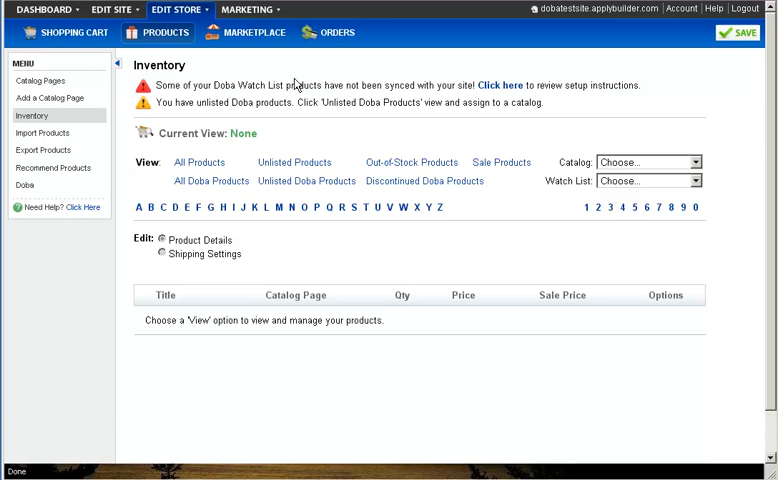 DASHBOARD EDIT SITE EDIT STORE MARKETING dobatestsite.applybuilder.com | Account | Help | Logout
SHOPPING CART PRODUCTS MARKETPLACE ORDERS SAVE
MENU
Catalog Pages
Add a Catalog Page
Inventory
Import Products
Export Products
Recommend Products
Doba
Need Help? Click Here
Inventory
Some of your Doba Watch List products have not been synced with your site! Click here to review setup instructions.
You have unlisted Doba products. Click 'Unlisted Doba Products' view and assign to a catalog.
Current View: None
View: All Products Unlisted Products Out-of-Stock Products Sale Products Catalog: Choose...
All Doba Products Unlisted Doba Products Discontinued Doba Products Watch List: Choose...
A B C D E F G H I J K L M N O P Q R S T U V W X Y Z 1 2 3 4 5 6 7 8 9 0
Edit: Product Details
Shipping Settings
Title Catalog Page Qty Price Sale Price Options
Choose a 'View' option to view and manage your products.
Done